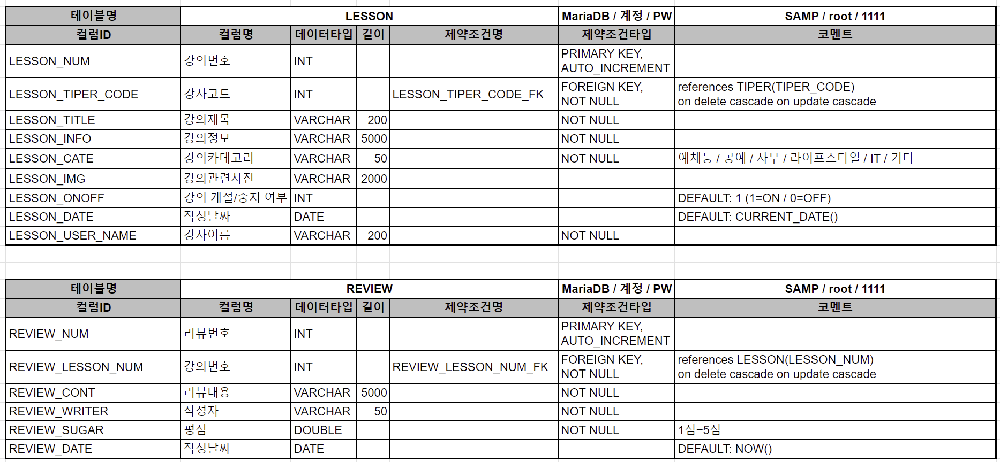 테이블명 LESSON MariaDB / 계정 / PW SAMP / root / 1111
컬럼ID 컬럼명 데이터타입 길이 제약조건명 제약조건타입 코멘트
LESSON_NUM 강의번호 INT PRIMARY KEY,
AUTO_INCREMENT
LESSON_TIPER_CODE 강사코드 INT LESSON_TIPER_CODE_FK FOREIGN KEY,
NOT NULL references TIPER(TIPER_CODE)
on delete cascade on update cascade
LESSON_TITLE 강의제목 VARCHAR 200 NOT NULL
LESSON_INFO 강의정보 VARCHAR 5000 NOT NULL
LESSON_CATE 강의카테고리 VARCHAR 50 NOT NULL 예체능 / 공예 / 사무 / 라이프스타일 / IT / 기타
LESSON_IMG 강의관련사진 VARCHAR 2000
LESSON_ONOFF 강의 개설/중지 여부 INT DEFAULT: 1 (1=ON / 0=OFF)
LESSON_DATE 작성날짜 DATE DEFAULT: CURRENT_DATE()
LESSON_USER_NAME 강사이름 VARCHAR 200 NOT NULL
테이블명 REVIEW MariaDB / 계정 / PW SAMP / root / 1111
컬럼ID 컬럼명 데이터타입 길이 제약조건명 제약조건타입 코멘트
REVIEW_NUM 리뷰번호 INT PRIMARY KEY,
AUTO_INCREMENT
REVIEW_LESSON_NUM 강의번호 INT REVIEW_LESSON_NUM_FK FOREIGN KEY,
NOT NULL references LESSON(LESSON_NUM)
on delete cascade on update cascade
REVIEW_CONT 리뷰내용 VARCHAR 5000 NOT NULL
REVIEW_WRITER 작성자 VARCHAR 50 NOT NULL
REVIEW_SUGAR 평점 DOUBLE NOT NULL 1점~5점
REVIEW_DATE 작성날짜 DATE DEFAULT: NOW()